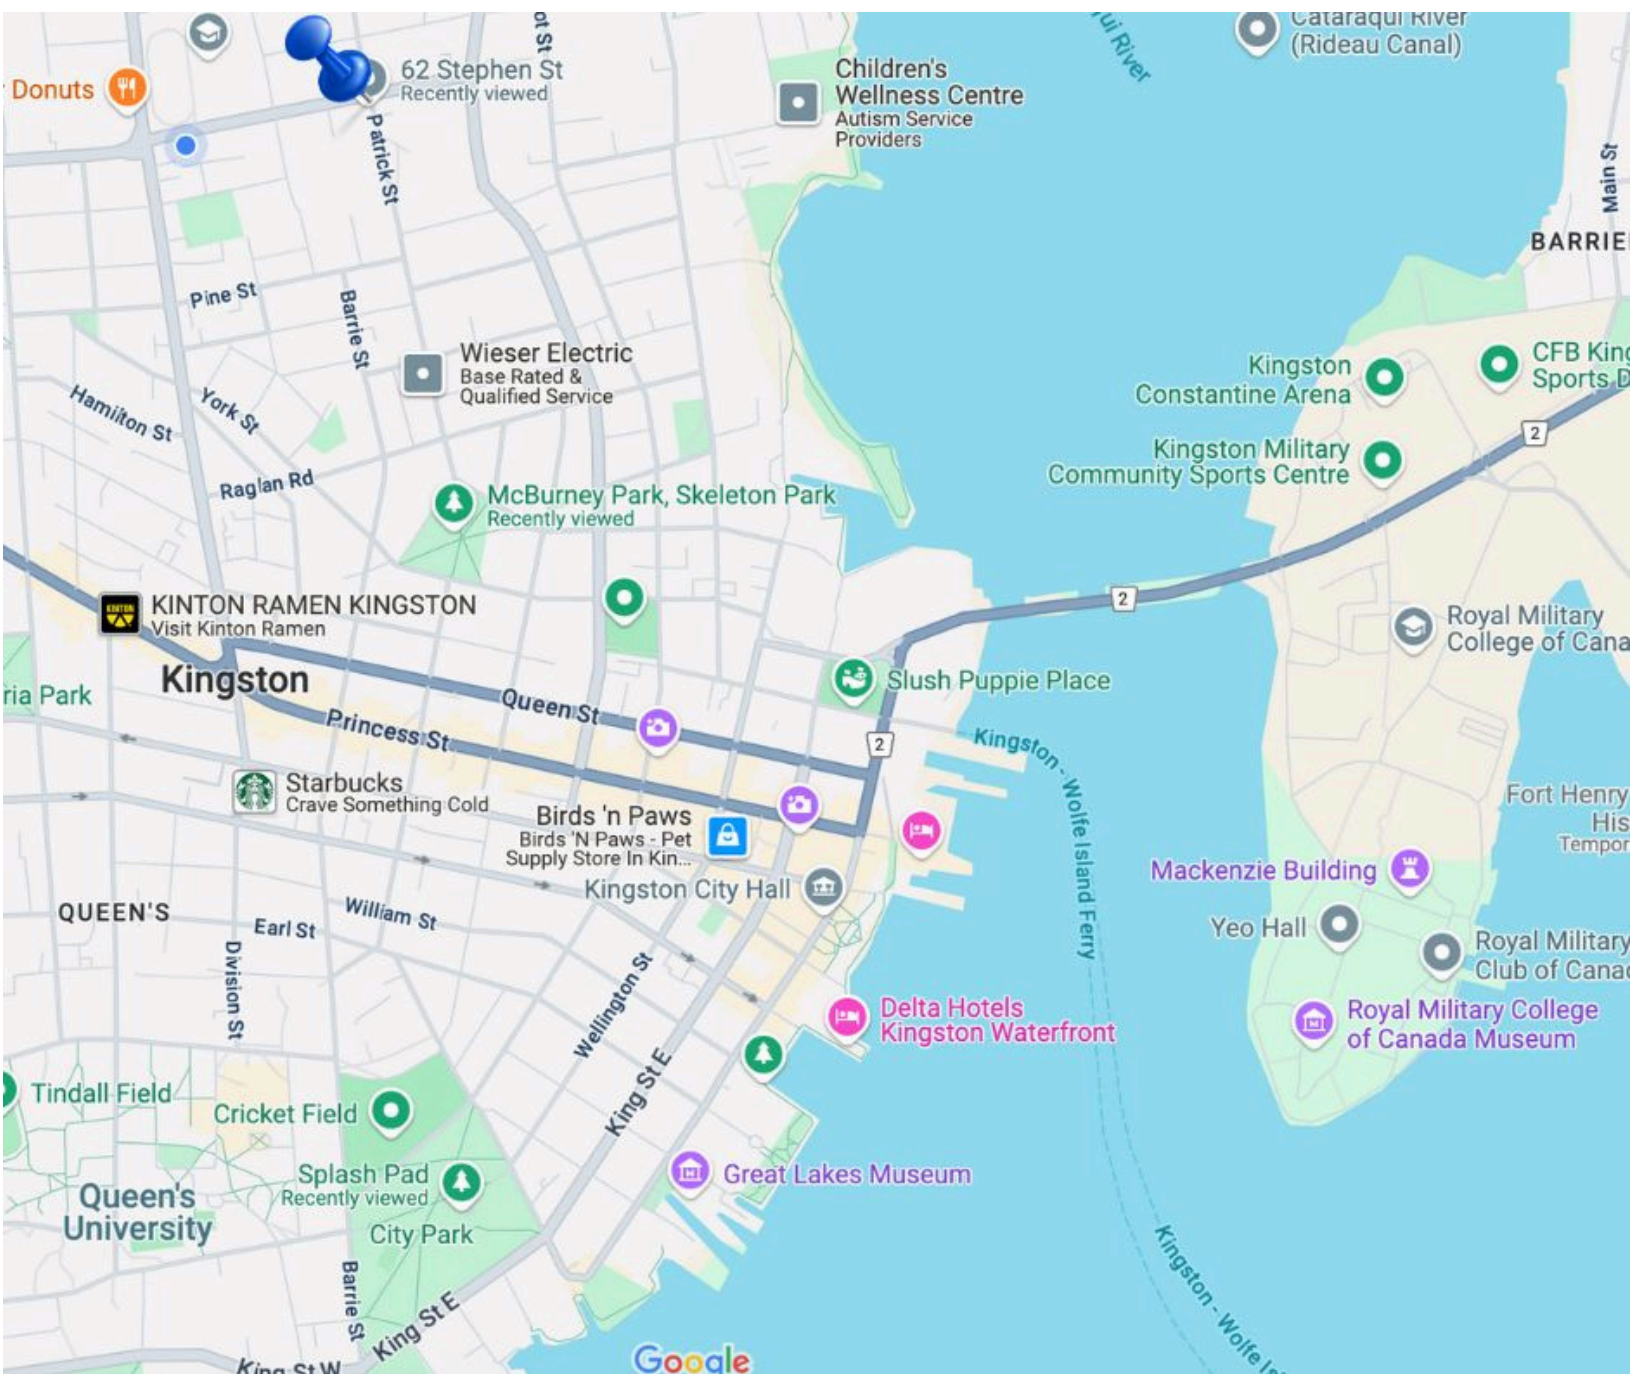 ot St
ui River
Cataraqui River
(Rideau Canal)
Donuts
62 Stephen St
Recently viewed
Children's
Wellness Centre
Autism Service
Providers
Patrick St
Main St
BARRIE
Pine St
Barrie St
Wieser Electric
Base Rated &
Qualified Service
Kingston
Constantine Arena
CFB King
Sports D
Hamilton St
York St
2
Kingston Military
Community Sports Centre
Raglan Rd
McBurney Park, Skeleton Park
Recently viewed
KINTON
KINTON RAMEN KINGSTON
Visit Kinton Ramen
2
Royal Military
College of Cana
Kingston
ria Park
Slush Puppie Place
Queen St
Princess St
2
Kingston - Wolfe Island Ferry
Starbucks
Crave Something Cold
Birds 'n Paws
Birds 'N Paws - Pet
Supply Store In Kin...
Fort Henry
His
Tempor
Mackenzie Building
Kingston City Hall
QUEEN'S
Earl St
William St
Yeo Hall
Royal Military
Club of Canad
Division St
Wellington St
Delta Hotels
Kingston Waterfront
Royal Military College
of Canada Museum
Tindall Field
Cricket Field
King St E
Splash Pad
Recently viewed
Great Lakes Museum
Queen's
University
City Park
Barrie St
King St E
Kingston - Wolfe Is
King St W
Google